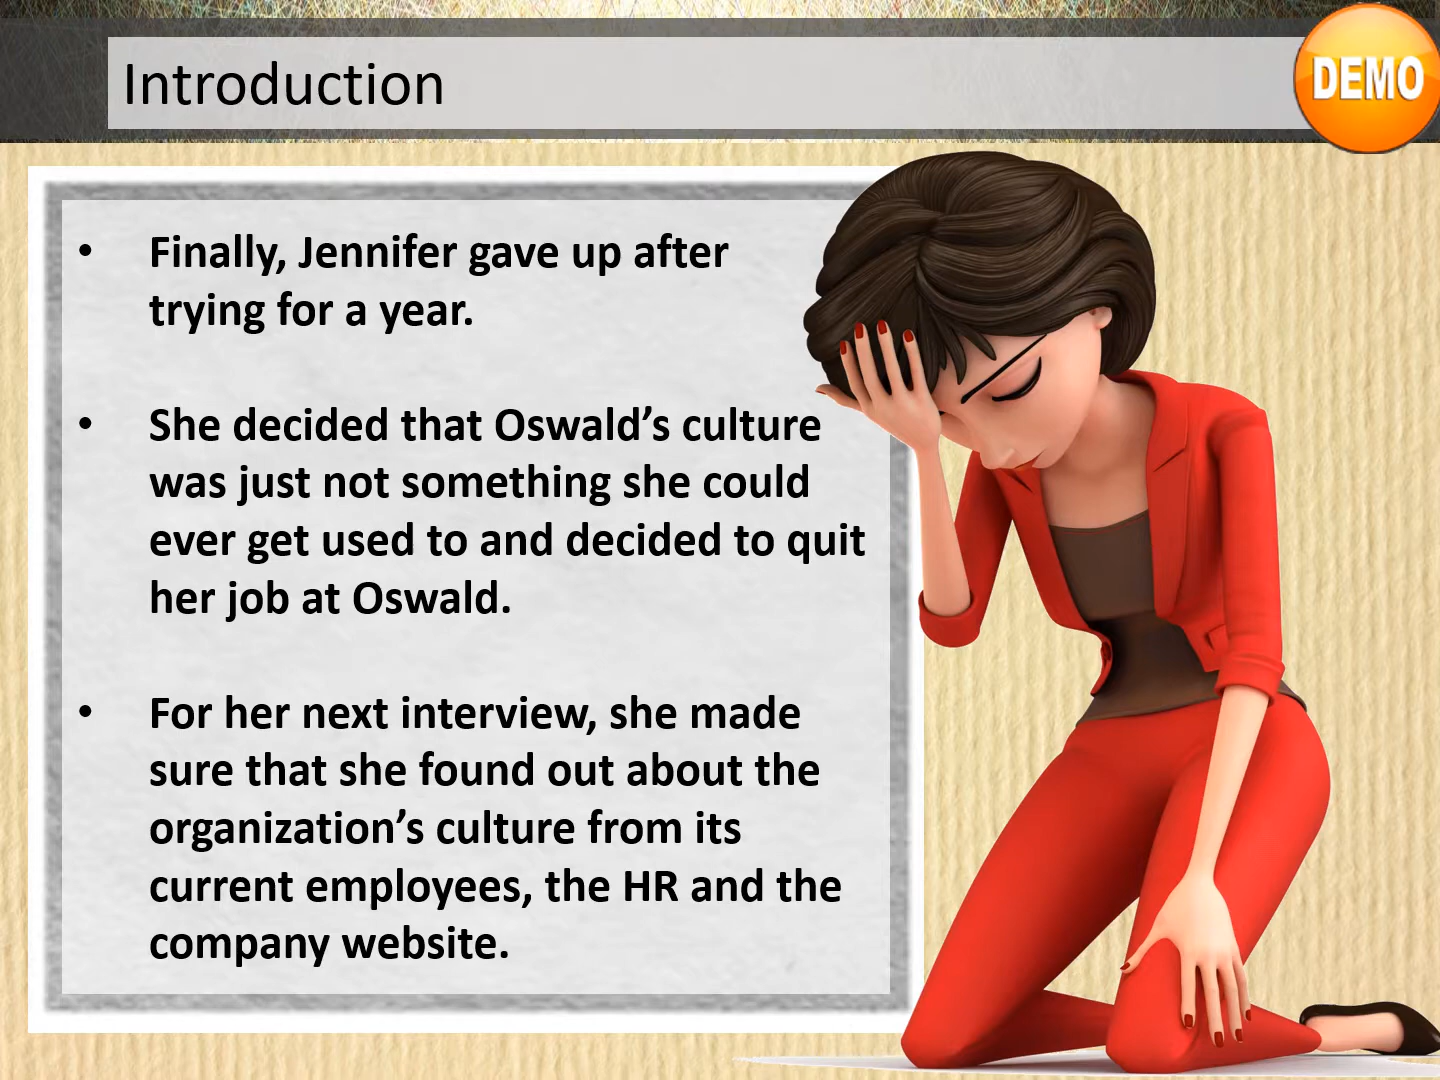 Introduction
DEMO
• Finally, Jennifer gave up after
trying for a year.
• She decided that Oswald’s culture
was just not something she could
ever get used to and decided to quit
her job at Oswald.
• For her next interview, she made
sure that she found out about the
organization’s culture from its
current employees, the HR and the
company website.